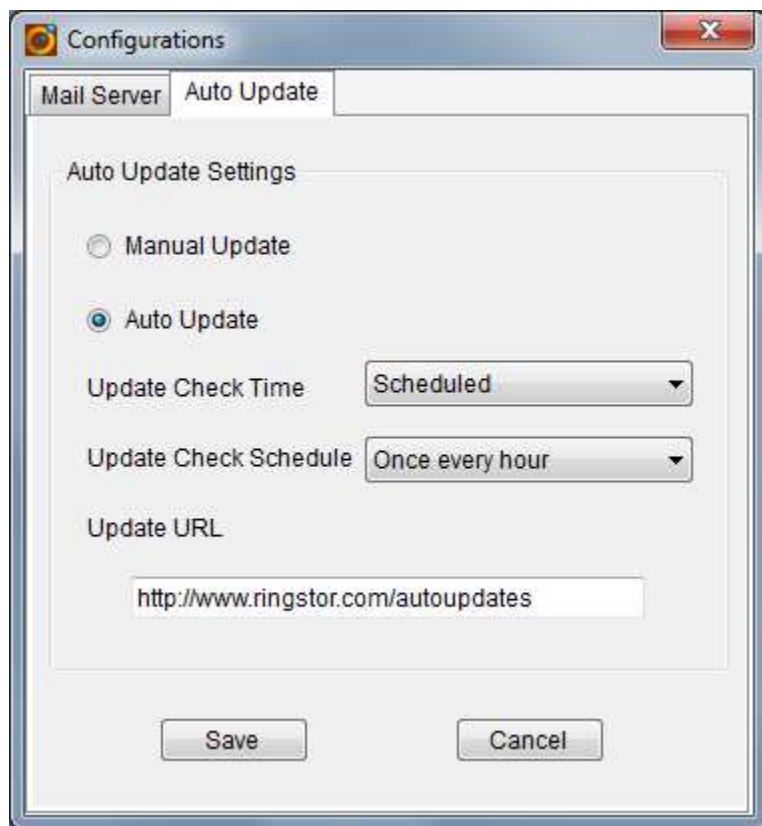 Configurations
Mail Server Auto Update
Auto Update Settings
Manual Update
Auto Update
Update Check Time Scheduled
Update Check Schedule Once every hour
Update URL
http://www.ringstor.com/autoupdates
Save Cancel